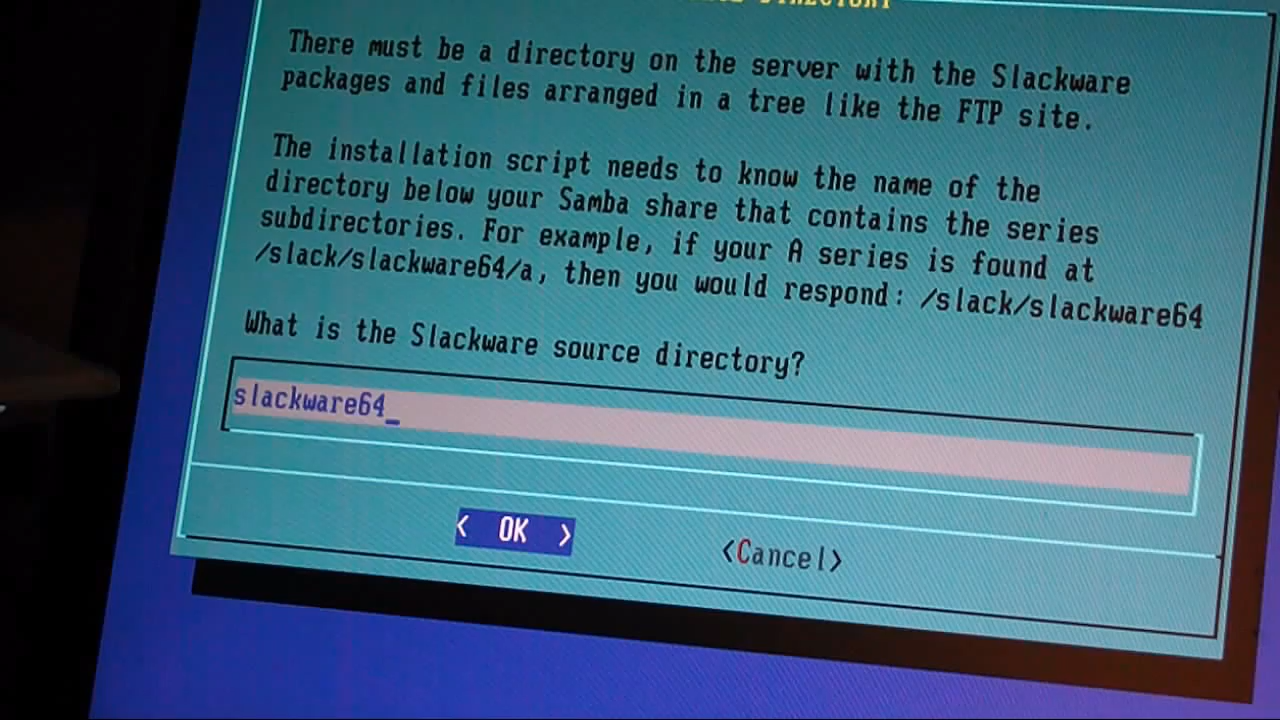 DIRECTORY
There must be a directory on the server with the Slackware
packages and files arranged in a tree like the FTP site.
The installation script needs to know the name of the
directory below your Samba share that contains the series
subdirectories. For example, if your A series is found at
/slack/slackware64/a, then you would respond: /slack/slackware64
What is the Slackware source directory?
slackware64_
< OK >
<Cancel>